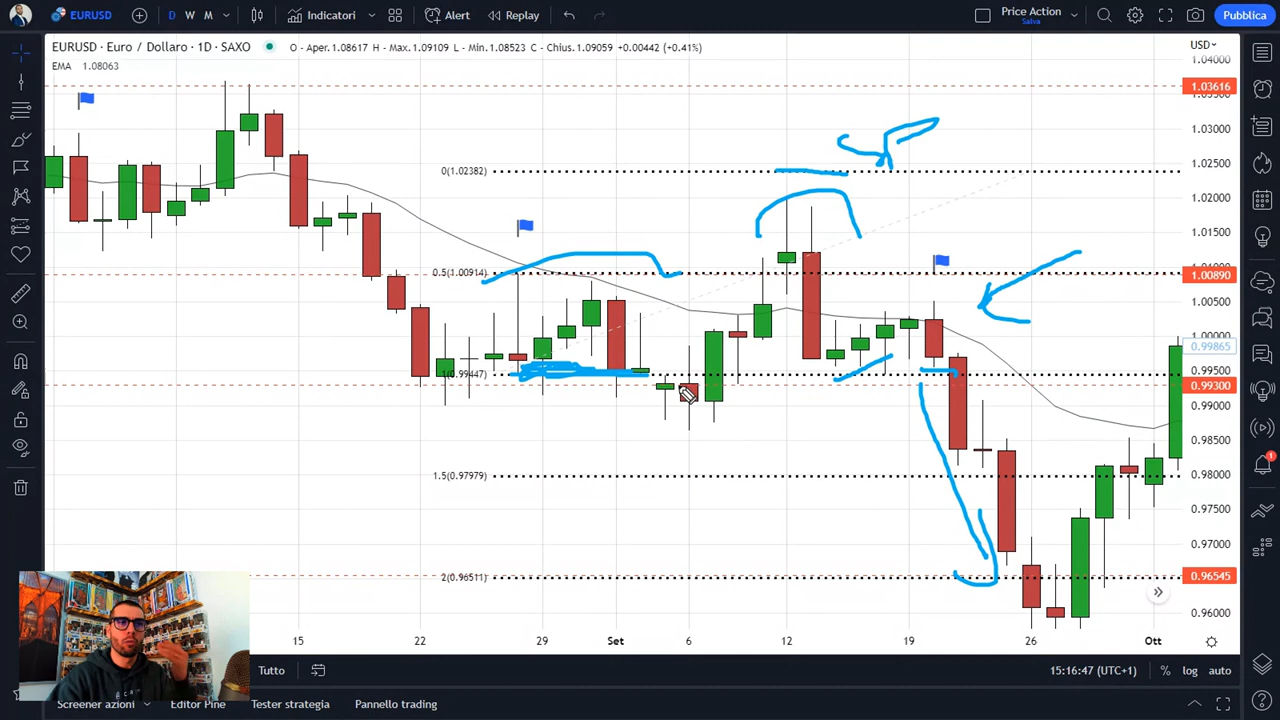 EURUSD
D W M
Indicatori
Alert
Replay
Price Action
Salva
Pubblica
EURUSD · Euro / Dollaro · 1D · SAXO
O - Aper.1.08617 H - Max.1.09109 L - Min.1.08523 C - Chius.1.09059 +0.00442 (+0.41%)
USD
EMA 1.08063
1.04000
1.03616
1.03000
1.02500
0(1.02382)
1.02000
1.01500
0.5(1.00914)
1.00890
1.00500
1.00000
0.99865
0.99500
1(0.99447)
0.99300
0.99000
0.98500
0.98000
1.5(0.97979)
0.97500
0.97000
2(0.96511)
0.96545
0.96000
15 22 29 Set 6 12 19 26 Ott
Tutto
15:16:47 (UTC+1)
% log auto
Screener azioni
Editor Pine
Tester strategia
Pannello trading
1